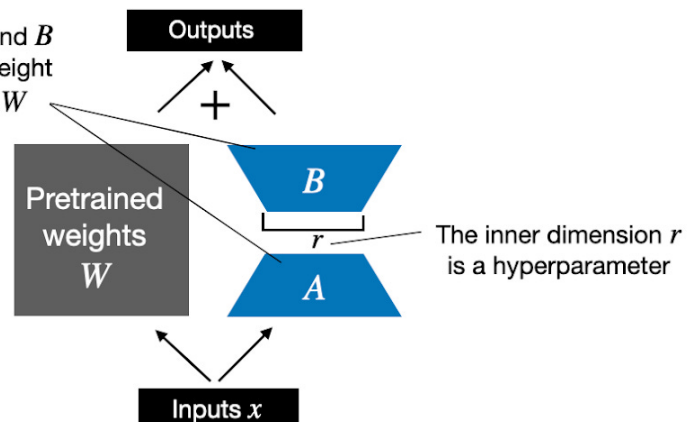 Outputs
nd B
eight
W
+
B
Pretrained
weights
W
r
The inner dimension r
is a hyperparameter
A
Inputs x